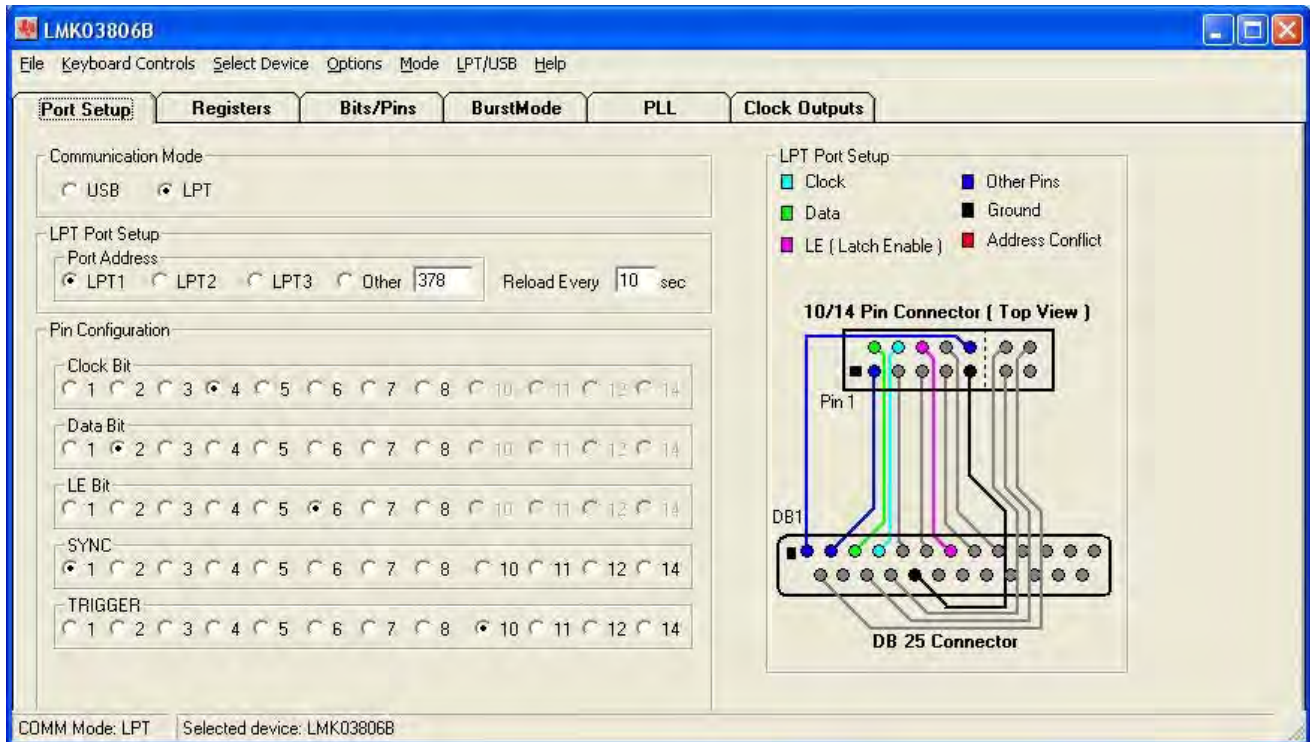 LMK03806B
File Keyboard Controls Select Device Options Mode LPT/USB Help
Port Setup Registers Bits/Pins BurstMode PLL Clock Outputs
Communication Mode
USB LPT
LPT Port Setup
Port Address
LPT1 LPT2 LPT3 Other 378 Reload Every 10 sec
Pin Configuration
Clock Bit
1 2 3 4 5 6 7 8 10 11 12 14
Data Bit
1 2 3 4 5 6 7 8 10 11 12 14
LE Bit
1 2 3 4 5 6 7 8 10 11 12 14
SYNC
1 2 3 4 5 6 7 8 10 11 12 14
TRIGGER
1 2 3 4 5 6 7 8 10 11 12 14
LPT Port Setup
Clock Other Pins
Data Ground
LE ( Latch Enable ) Address Conflict
10/14 Pin Connector ( Top View )
Pin 1
DB1
DB 25 Connector
COMM Mode: LPT Selected device: LMK03806B